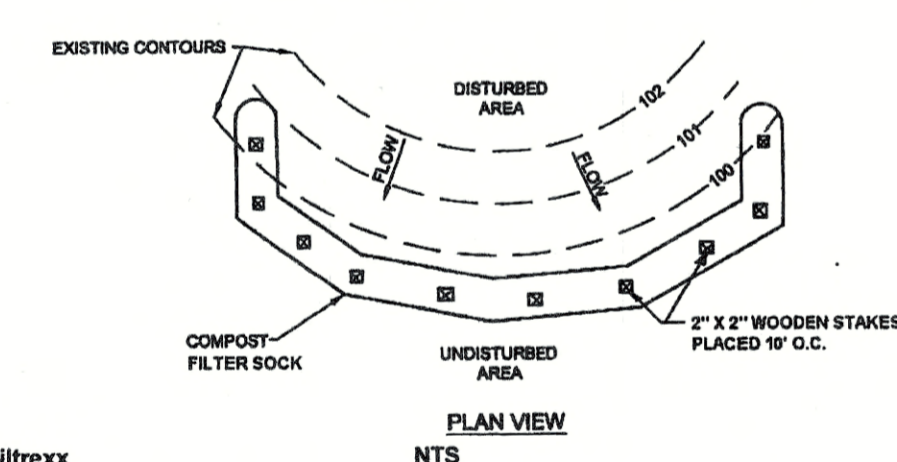 EXISTING CONTOURS
DISTURBED
AREA
102
101
100
FLOW
FLOW
COMPOST
FILTER SOCK
2" X 2" WOODEN STAKES
PLACED 10' O.C.
UNDISTURBED
AREA
PLAN VIEW
NTS
iltrexx